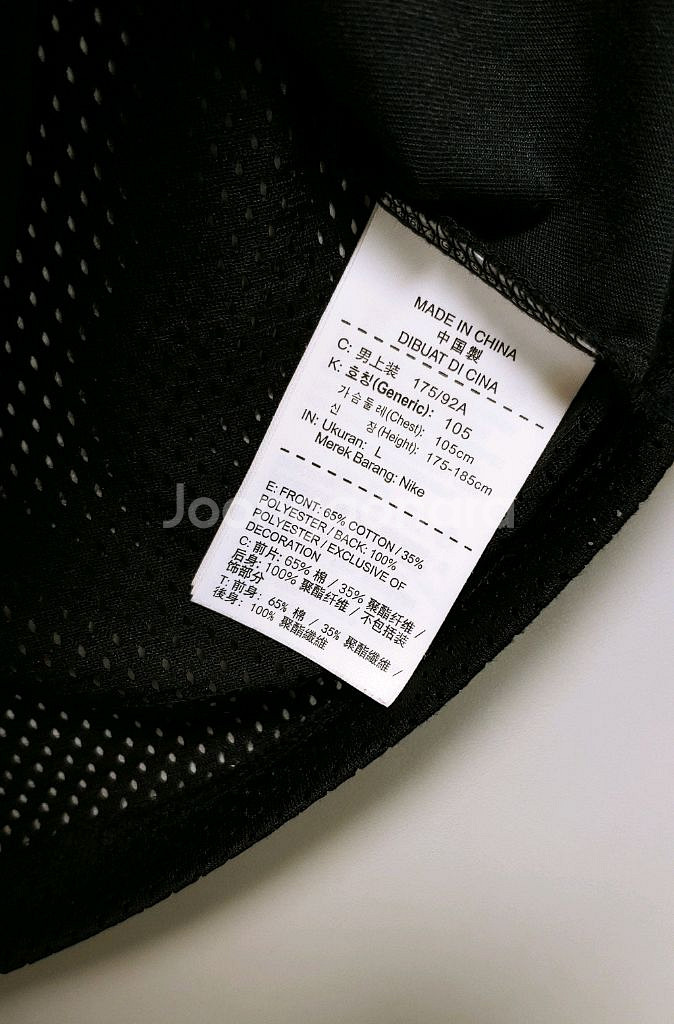 MADE IN CHINA
中国製
DIBUAT DI CINA
C: 男上装 175/92A
K: 호칭(Generic): 105
가슴둘레(Chest): 105cm
신 장(Height): 175-185cm
IN: Ukuran: L
Merek Barang: Nike
E: FRONT: 65% COTTON / 35%
POLYESTER / BACK: 100%
POLYESTER / EXCLUSIVE OF
DECORATION
C: 前片: 65% 棉 / 35% 聚酯纤维 /
后身: 100% 聚酯纤维 / 不包括装
饰部分
T: 前身: 65% 棉 / 35% 聚酯纖維 /
後身: 100% 聚酯纖維